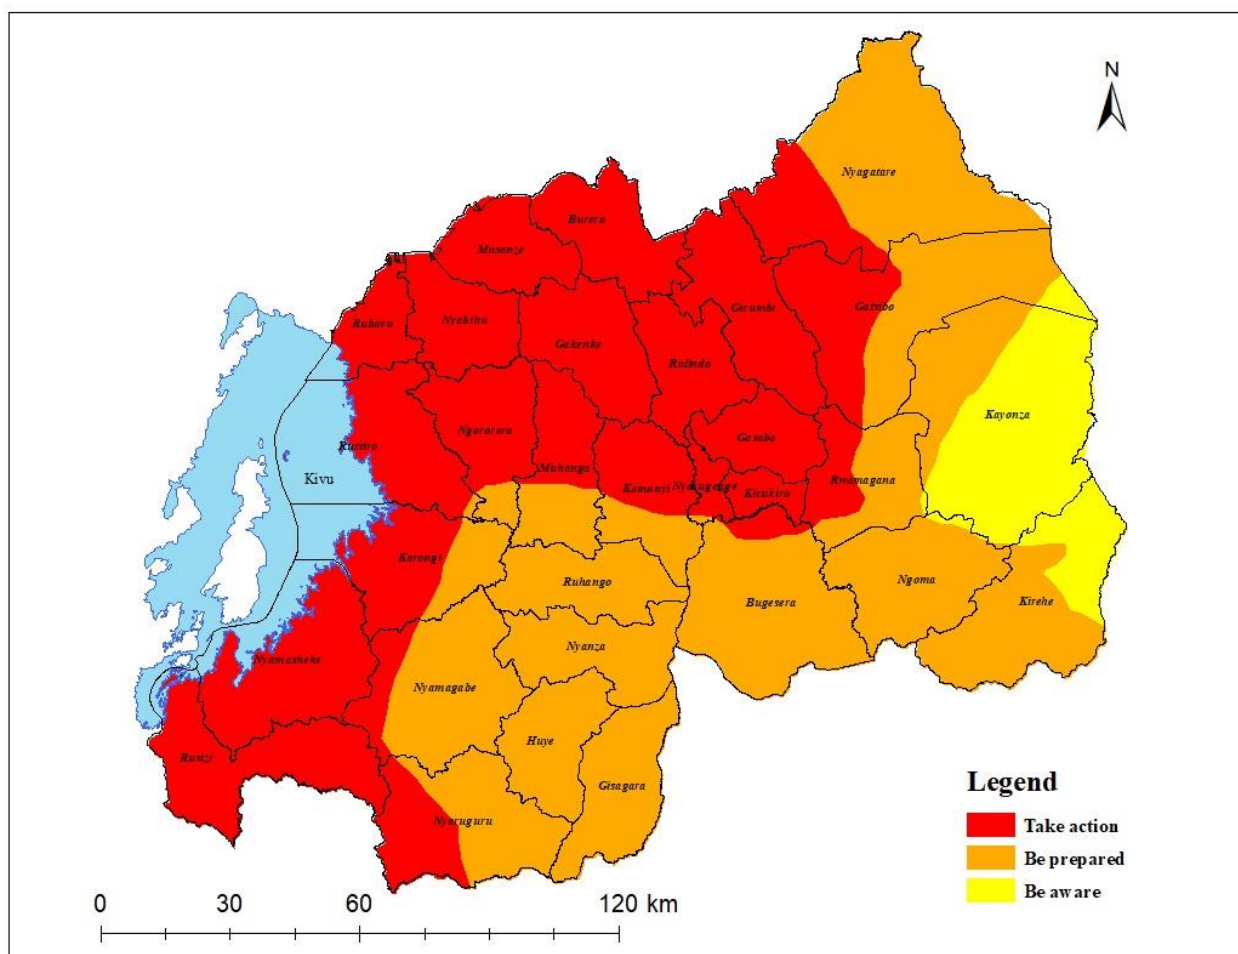 N
Nyagatare
Burera
Musanze
Gicumbi
Gatsibo
Rubavu
Nyabihu
Gakenke
Rulindo
Kayonza
Rutsiro
Ngororero
Gasabo
Muhanga
Kivu
Kamonyi
Nyarugenge
Kicukiro
Rwamagana
Karongi
Ruhango
Bugesera
Ngoma
Kirehe
Nyamasheke
Nyanza
Nyamagabe
Rusizi
Huye
Gisagara
Nyaruguru
Legend
Take action
Be prepared
Be aware
0 30 60 120 km